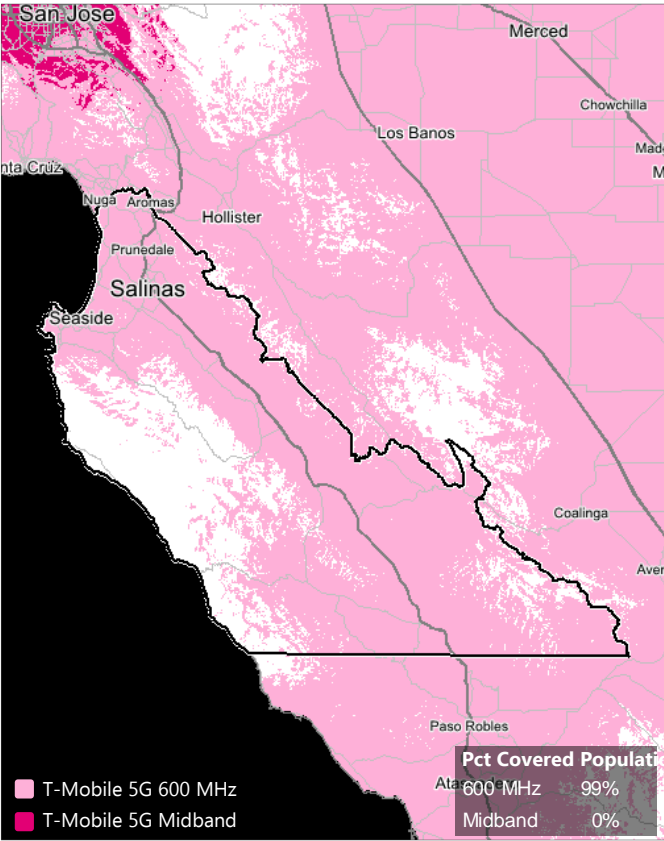 San Jose
Merced
Chowchilla
Los Banos
Mad
M
nta Cruz
Nuga
Aromas
Hollister
Prunedale
Salinas
Seaside
Coalinga
Aver
Paso Robles
Pct Covered Populati
600 MHz 99%
Midband 0%
T-Mobile 5G 600 MHz
T-Mobile 5G Midband